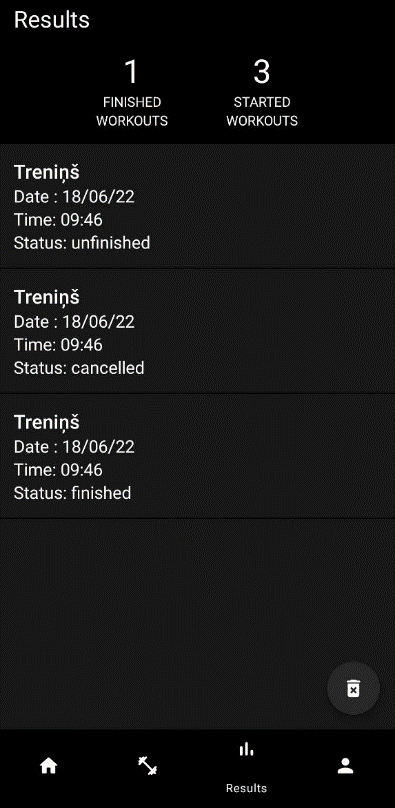 Results
1
FINISHED
WORKOUTS
3
STARTED
WORKOUTS
Treniņš
Date : 18/06/22
Time: 09:46
Status: unfinished
Treniņš
Date : 18/06/22
Time: 09:46
Status: cancelled
Treniņš
Date : 18/06/22
Time: 09:46
Status: finished
Results